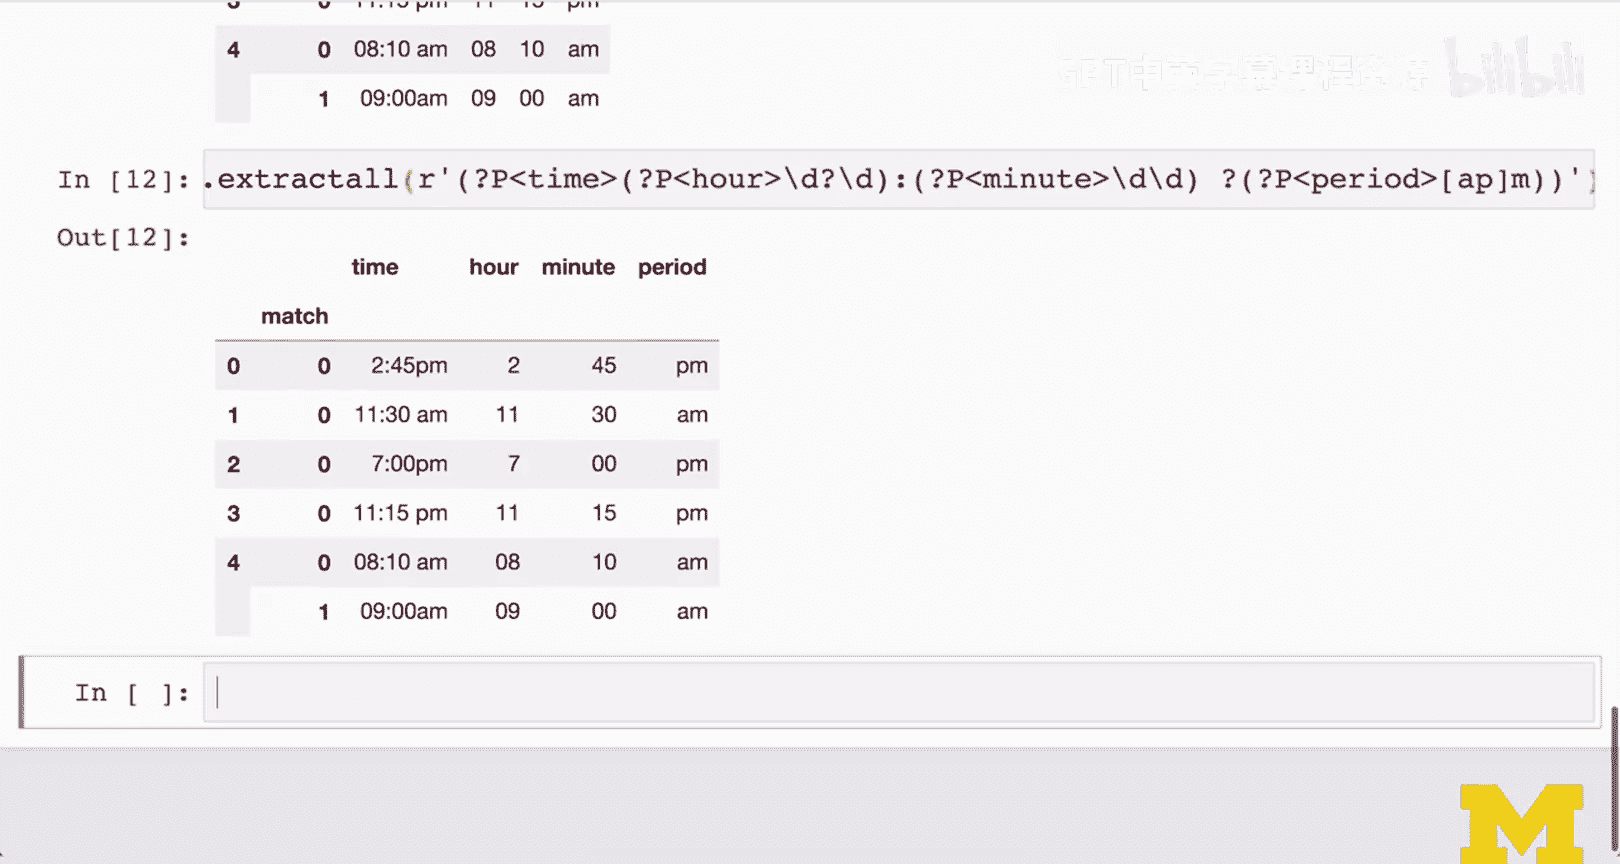 4 0 08:10 am 08 10 am
1 09:00am 09 00 am
In [12]: .extractall(r'(?P<time>(?P<hour>\d?\d):(?P<minute>\d\d) ?(?P<period>[ap]m))')
Out[12]:
time hour minute period
match
0 0 2:45pm 2 45 pm
1 0 11:30 am 11 30 am
2 0 7:00pm 7 00 pm
3 0 11:15 pm 11 15 pm
4 0 08:10 am 08 10 am
1 09:00am 09 00 am
In [ ]:
bilibili
M